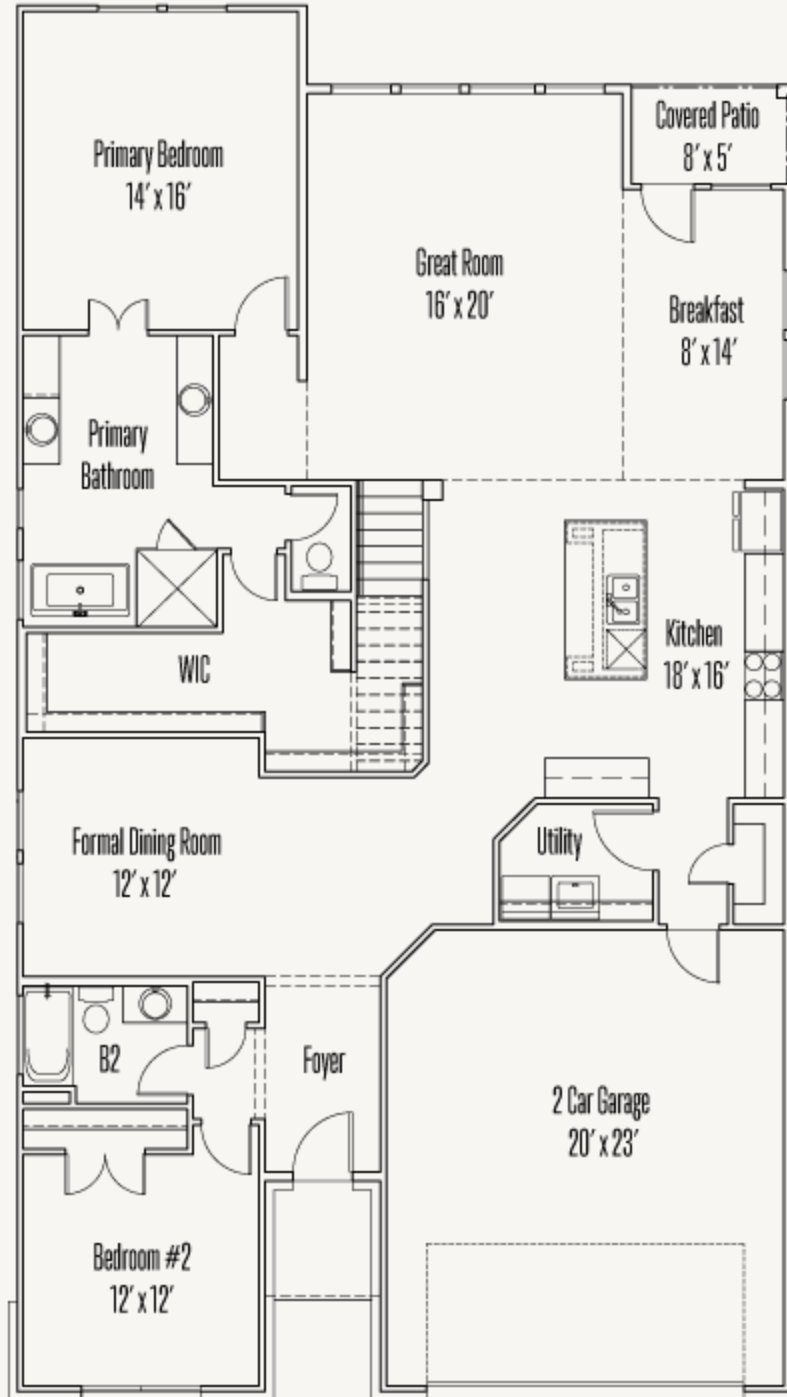 Primary Bedroom
14' x 16'
Covered Patio
8' x 5'
Great Room
16' x 20'
Breakfast
8' x 14'
Primary
Bathroom
WIC
Kitchen
18' x 16'
Formal Dining Room
12' x 12'
Utility
B2
Foyer
2 Car Garage
20' x 23'
Bedroom #2
12' x 12'